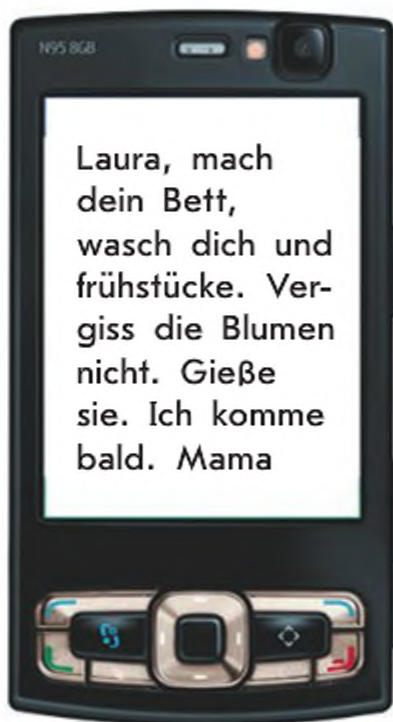 N95 8GB
Laura, mach
dein Bett,
wasch dich und
frühstücke. Ver-
giss die Blumen
nicht. Gieße
sie. Ich komme
bald. Mama